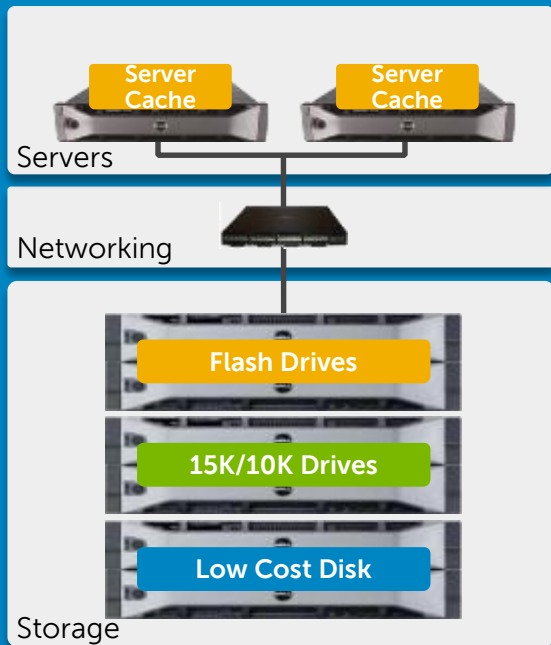 Server
Cache
Server
Cache
Servers
Networking
Flash Drives
15K/10K Drives
Low Cost Disk
Storage